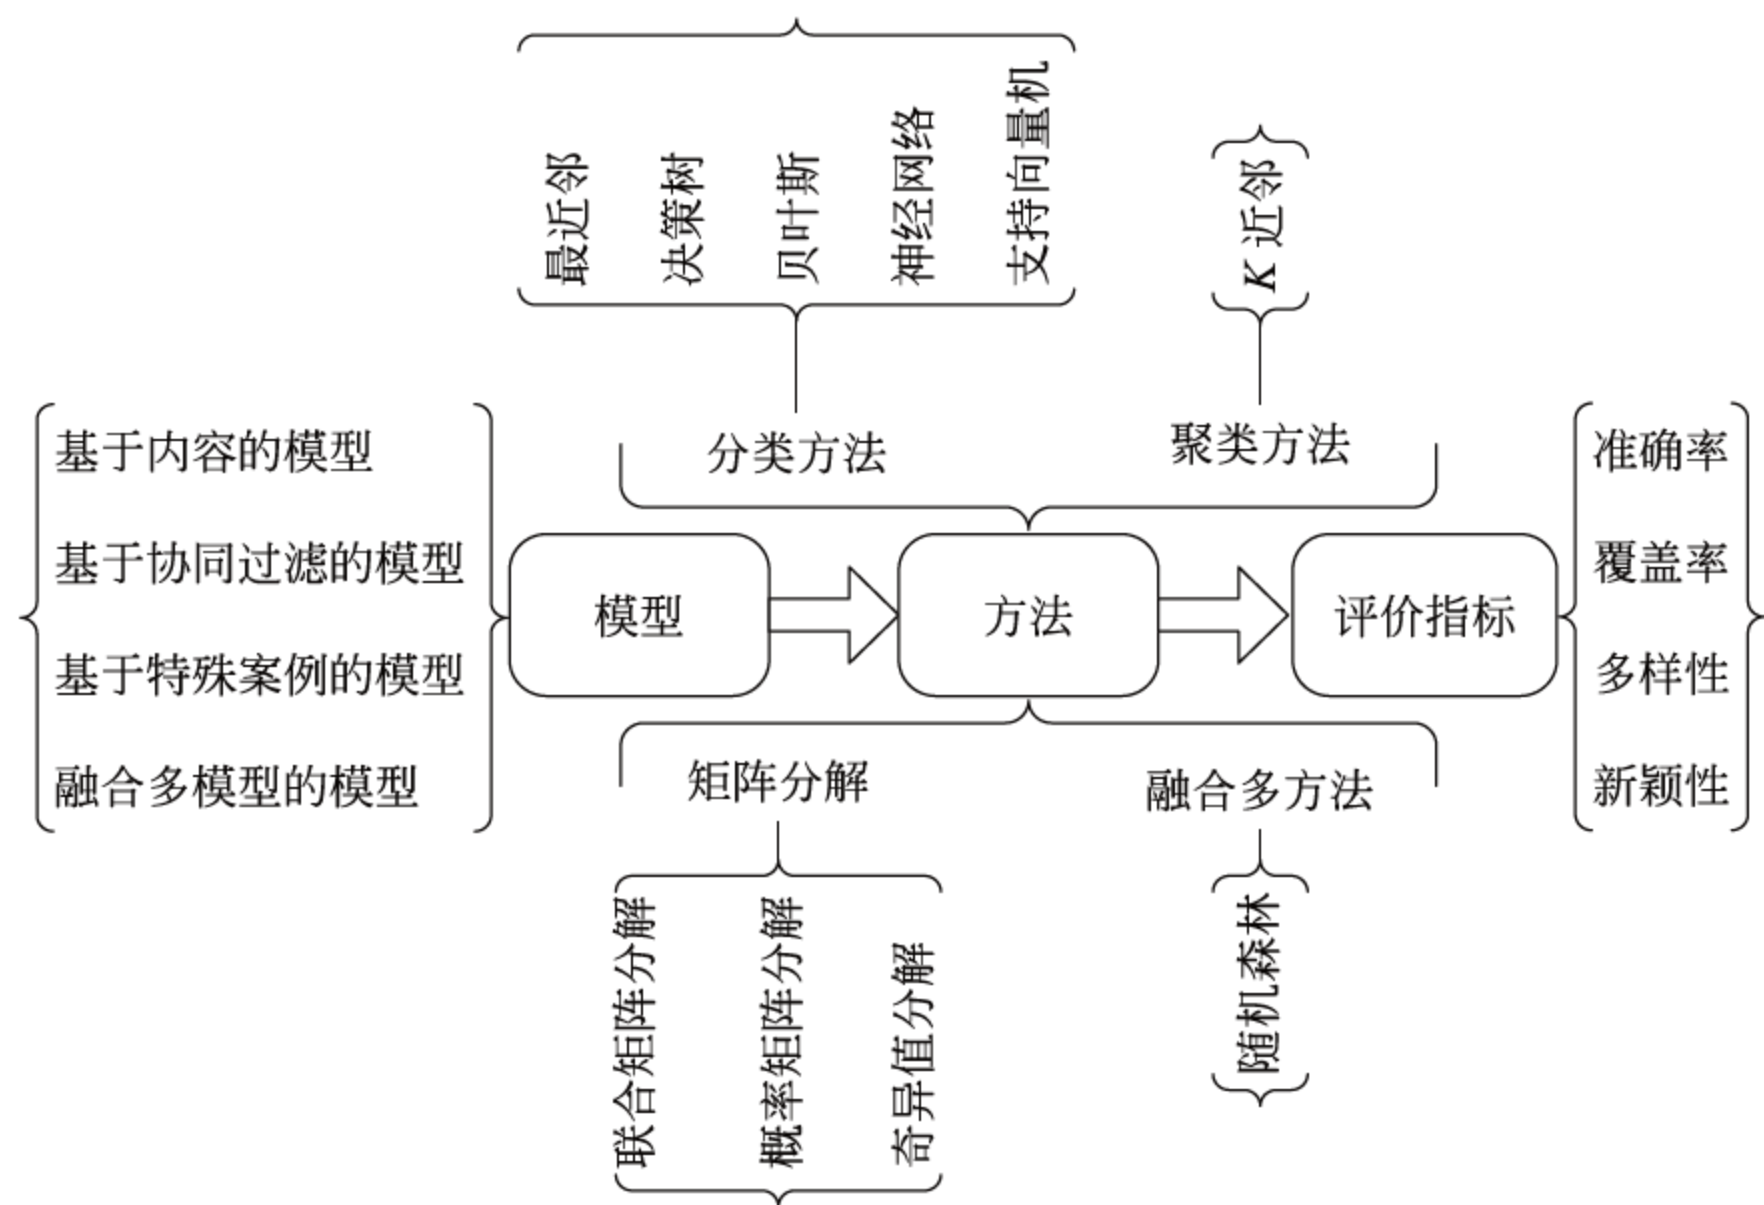 最近邻
决策树
贝叶斯
神经网络
支持向量机
K 近邻
分类方法
聚类方法
基于内容的模型
基于协同过滤的模型
基于特殊案例的模型
融合多模型的模型
模型
方法
评价指标
准确率
覆盖率
多样性
新颖性
矩阵分解
融合多方法
联合矩阵分解
概率矩阵分解
奇异值分解
随机森林